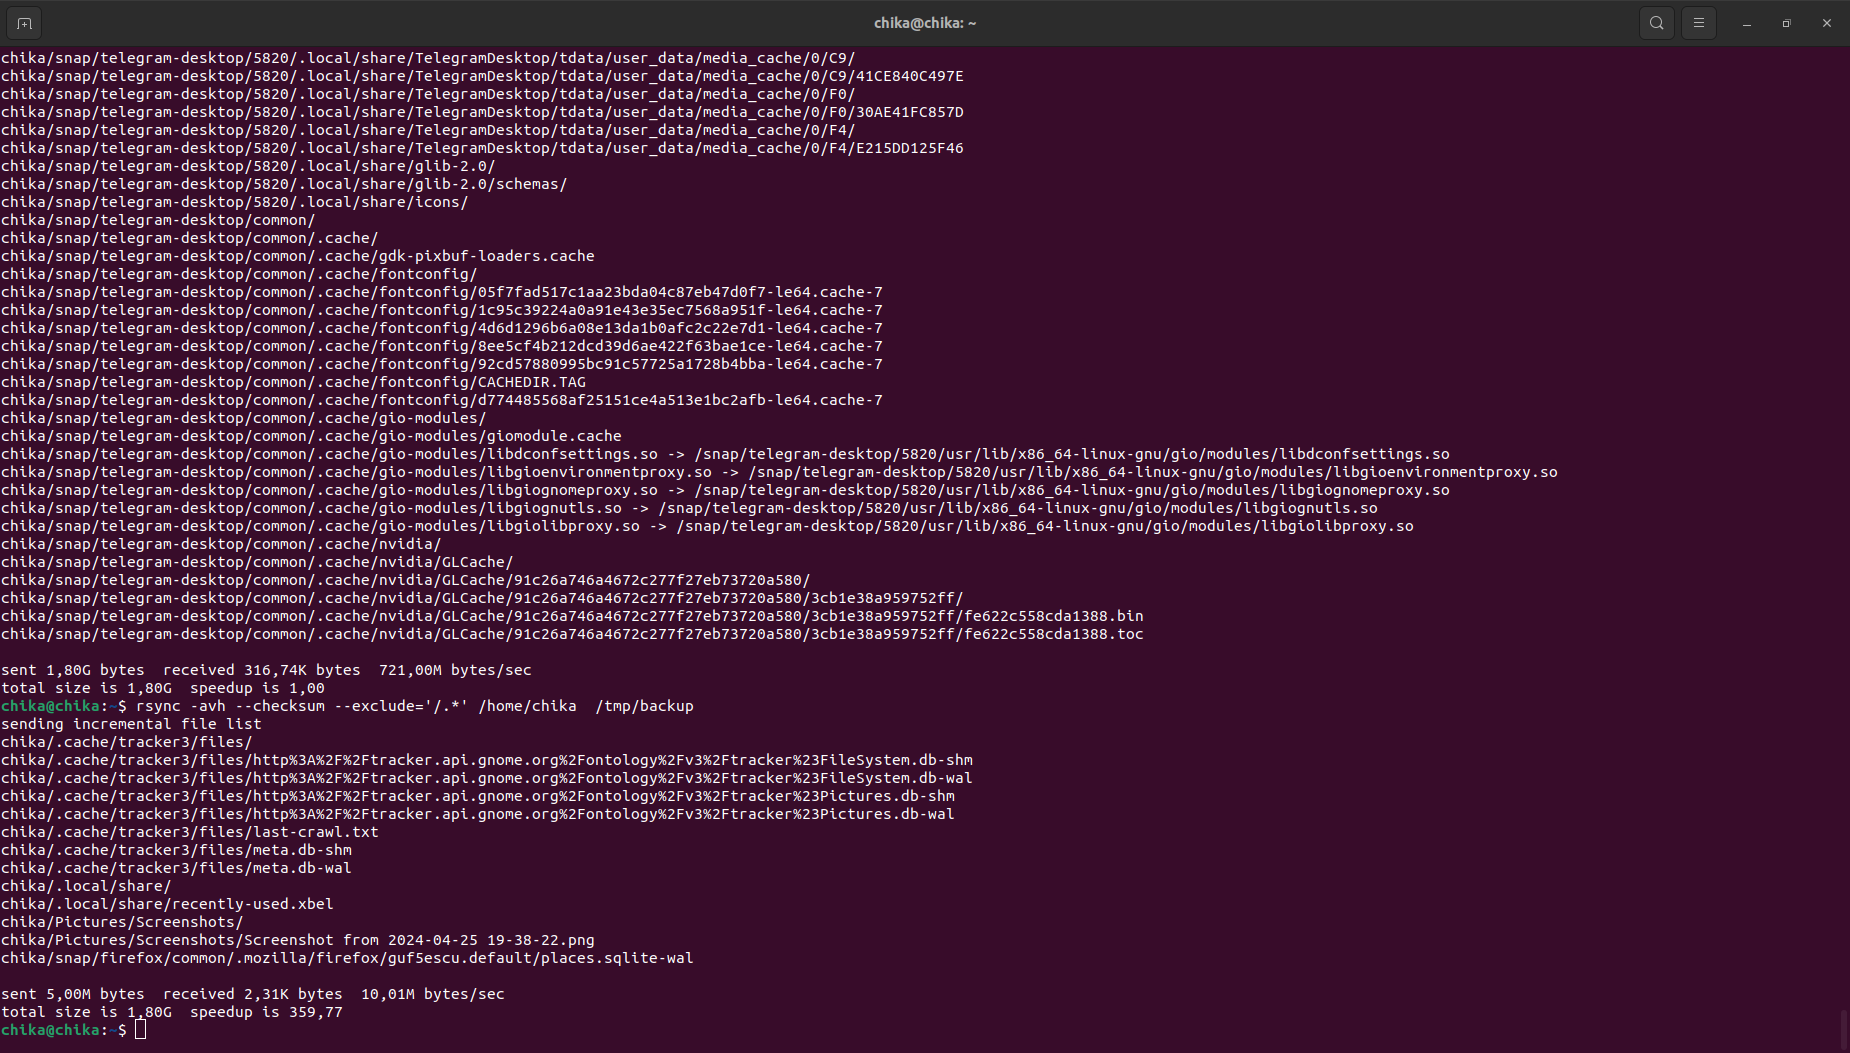 chika@chika: ~
chika/snap/telegram-desktop/5820/.local/share/TelegramDesktop/tdata/user_data/media_cache/0/C9/
chika/snap/telegram-desktop/5820/.local/share/TelegramDesktop/tdata/user_data/media_cache/0/C9/41CE840C497E
chika/snap/telegram-desktop/5820/.local/share/TelegramDesktop/tdata/user_data/media_cache/0/F0/
chika/snap/telegram-desktop/5820/.local/share/TelegramDesktop/tdata/user_data/media_cache/0/F0/30AE41FC857D
chika/snap/telegram-desktop/5820/.local/share/TelegramDesktop/tdata/user_data/media_cache/0/F4/
chika/snap/telegram-desktop/5820/.local/share/TelegramDesktop/tdata/user_data/media_cache/0/F4/E215DD125F46
chika/snap/telegram-desktop/5820/.local/share/glib-2.0/
chika/snap/telegram-desktop/5820/.local/share/glib-2.0/schemas/
chika/snap/telegram-desktop/5820/.local/share/icons/
chika/snap/telegram-desktop/common/
chika/snap/telegram-desktop/common/.cache/
chika/snap/telegram-desktop/common/.cache/gdk-pixbuf-loaders.cache
chika/snap/telegram-desktop/common/.cache/fontconfig/
chika/snap/telegram-desktop/common/.cache/fontconfig/05f7fad517c1aa23bda04c87eb47d0f7-le64.cache-7
chika/snap/telegram-desktop/common/.cache/fontconfig/1c95c39224a0a91e43e35ec7568a951f-le64.cache-7
chika/snap/telegram-desktop/common/.cache/fontconfig/4d6d1296b6a08e13da1b0afc2c22e7d1-le64.cache-7
chika/snap/telegram-desktop/common/.cache/fontconfig/8ee5cf4b212dcd39d6ae422f63bae1ce-le64.cache-7
chika/snap/telegram-desktop/common/.cache/fontconfig/92cd57880995bc91c57725a1728b4bba-le64.cache-7
chika/snap/telegram-desktop/common/.cache/fontconfig/CACHEDIR.TAG
chika/snap/telegram-desktop/common/.cache/fontconfig/d774485568af25151ce4a513e1bc2afb-le64.cache-7
chika/snap/telegram-desktop/common/.cache/gio-modules/
chika/snap/telegram-desktop/common/.cache/gio-modules/giomodule.cache
chika/snap/telegram-desktop/common/.cache/gio-modules/libdconfsettings.so -> /snap/telegram-desktop/5820/usr/lib/x86_64-linux-gnu/gio/modules/libdconfsettings.so
chika/snap/telegram-desktop/common/.cache/gio-modules/libgioenvironmentproxy.so -> /snap/telegram-desktop/5820/usr/lib/x86_64-linux-gnu/gio/modules/libgioenvironmentproxy.so
chika/snap/telegram-desktop/common/.cache/gio-modules/libgiognomeproxy.so -> /snap/telegram-desktop/5820/usr/lib/x86_64-linux-gnu/gio/modules/libgiognomeproxy.so
chika/snap/telegram-desktop/common/.cache/gio-modules/libgiognutls.so -> /snap/telegram-desktop/5820/usr/lib/x86_64-linux-gnu/gio/modules/libgiognutls.so
chika/snap/telegram-desktop/common/.cache/gio-modules/libgiolibproxy.so -> /snap/telegram-desktop/5820/usr/lib/x86_64-linux-gnu/gio/modules/libgiolibproxy.so
chika/snap/telegram-desktop/common/.cache/nvidia/
chika/snap/telegram-desktop/common/.cache/nvidia/GLCache/
chika/snap/telegram-desktop/common/.cache/nvidia/GLCache/91c26a746a4672c277f27eb73720a580/
chika/snap/telegram-desktop/common/.cache/nvidia/GLCache/91c26a746a4672c277f27eb73720a580/3cb1e38a959752ff/
chika/snap/telegram-desktop/common/.cache/nvidia/GLCache/91c26a746a4672c277f27eb73720a580/3cb1e38a959752ff/fe622c558cda1388.bin
chika/snap/telegram-desktop/common/.cache/nvidia/GLCache/91c26a746a4672c277f27eb73720a580/3cb1e38a959752ff/fe622c558cda1388.toc
sent 1,80G bytes  received 316,74K bytes  721,00M bytes/sec
total size is 1,80G  speedup is 1,00
chika@chika:~$ rsync -avh --checksum --exclude='/.*' /home/chika  /tmp/backup
sending incremental file list
chika/.cache/tracker3/files/
chika/.cache/tracker3/files/http%3A%2F%2Ftracker.api.gnome.org%2Fontology%2Fv3%2Ftracker%23FileSystem.db-shm
chika/.cache/tracker3/files/http%3A%2F%2Ftracker.api.gnome.org%2Fontology%2Fv3%2Ftracker%23FileSystem.db-wal
chika/.cache/tracker3/files/http%3A%2F%2Ftracker.api.gnome.org%2Fontology%2Fv3%2Ftracker%23Pictures.db-shm
chika/.cache/tracker3/files/http%3A%2F%2Ftracker.api.gnome.org%2Fontology%2Fv3%2Ftracker%23Pictures.db-wal
chika/.cache/tracker3/files/last-crawl.txt
chika/.cache/tracker3/files/meta.db-shm
chika/.cache/tracker3/files/meta.db-wal
chika/.local/share/
chika/.local/share/recently-used.xbel
chika/Pictures/Screenshots/
chika/Pictures/Screenshots/Screenshot from 2024-04-25 19-38-22.png
chika/snap/firefox/common/.mozilla/firefox/guf5escu.default/places.sqlite-wal
sent 5,00M bytes  received 2,31K bytes  10,01M bytes/sec
total size is 1,80G  speedup is 359,77
chika@chika:~$